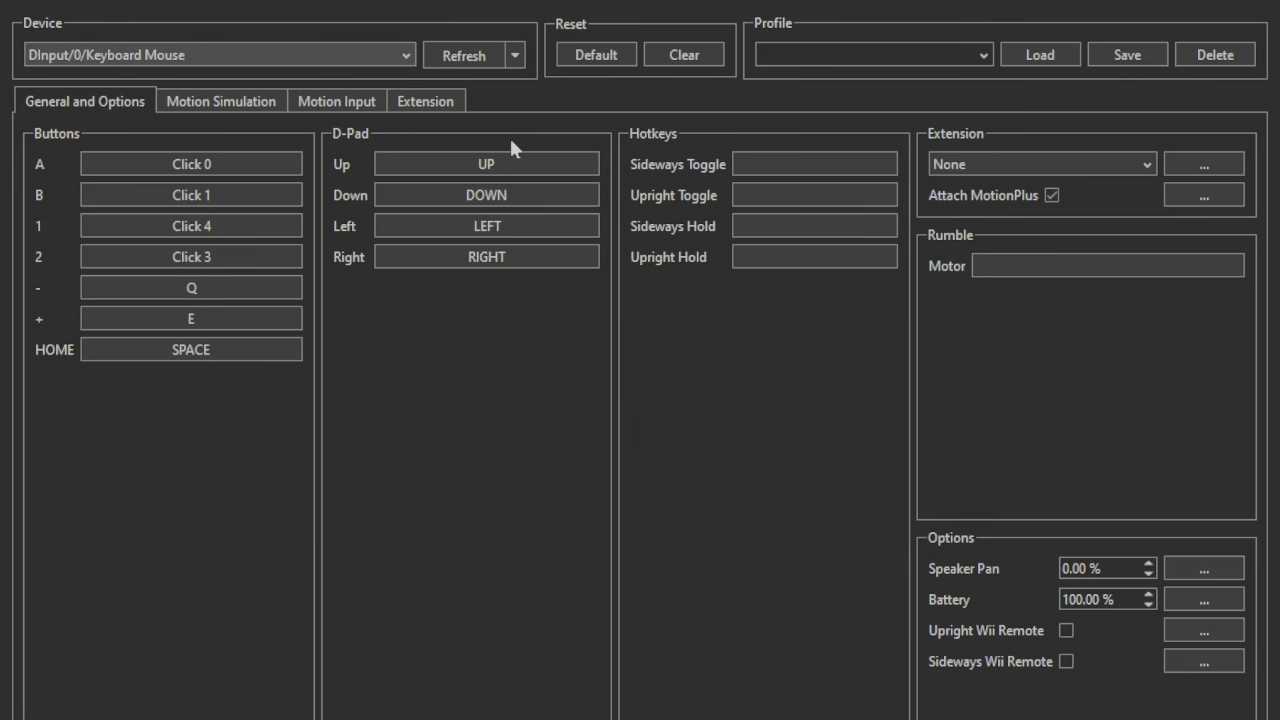 Device
DInput/0/Keyboard Mouse
Refresh
Reset
Default
Clear
Profile
Load
Save
Delete
General and Options
Motion Simulation
Motion Input
Extension
Buttons
A
Click 0
B
Click 1
1
Click 4
2
Click 3
-
Q
+
E
HOME
SPACE
D-Pad
Up
UP
Down
DOWN
Left
LEFT
Right
RIGHT
Hotkeys
Sideways Toggle
Upright Toggle
Sideways Hold
Upright Hold
Extension
None
...
Attach MotionPlus
...
Rumble
Motor
Options
Speaker Pan
0.00 %
...
Battery
100.00 %
...
Upright Wii Remote
...
Sideways Wii Remote
...